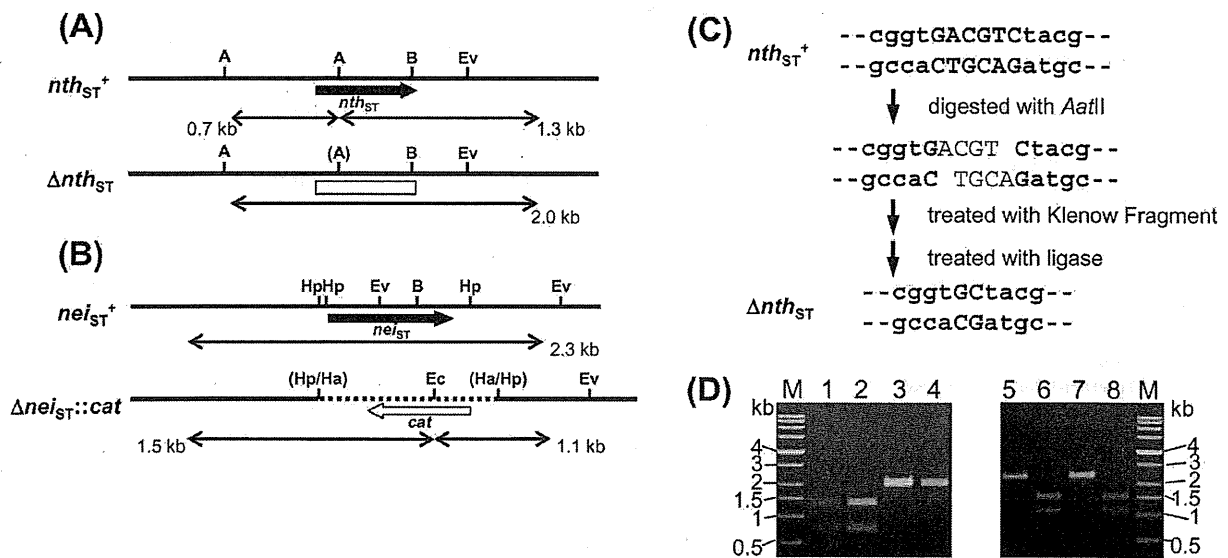 (A)
A A B Ev
nthST+
nthST
0.7 kb 1.3 kb
A (A) B Ev
ΔnthST
2.0 kb
(B)
HpHp Ev B Hp Ev
neiST+
neiST
2.3 kb
(Hp/Ha) Ec (Ha/Hp) Ev
ΔneiST::cat
cat
1.5 kb 1.1 kb
(C)
nthST+
--cggtGACGTCtacg--
--gccaCTGCAGatgc--
digested with AatII
--cggtGACGT Ctacg--
--gccaC TGCAGatgc--
treated with Klenow Fragment
treated with ligase
ΔnthST
--cggtGCtacg--
--gccaCGatgc--
(D)
M 1 2 3 4
kb
4
3
2
1.5
1
0.5
5 6 7 8 M
kb
4
3
2
1.5
1
0.5